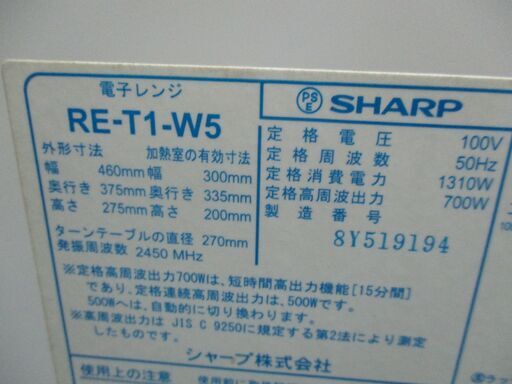 電子レンジ
RE-T1-W5
外形寸法 加熱室の有効寸法
幅 460mm 幅 300mm
奥行き 375mm 奥行き 335mm
高さ 275mm 高さ 200mm
ターンテーブルの直径 270mm
発振周波数 2450 MHz
PSE SHARP
定格電圧 100V
定格周波数 50Hz
定格消費電力 1310W
定格高周波出力 700W
製造番号
8Y519194
※定格高周波出力700Wは、短時間高出力機能[15分間]
であり、定格連続高周波出力は、500Wです。
500Wへは、自動的に切り換わります。
※高周波出力は JIS C 9250に規定する第2法により測定
したものです。
シャープ株式会社
使用上の注意